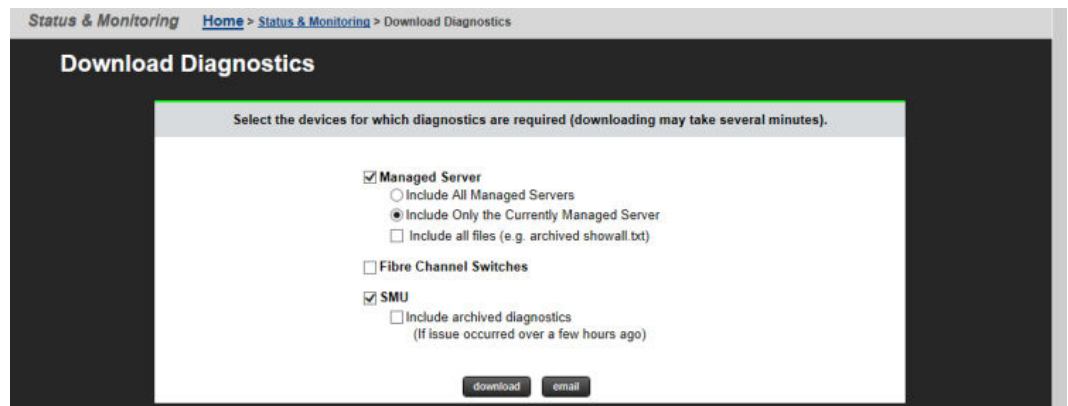 Status & Monitoring Home > Status & Monitoring > Download Diagnostics
Download Diagnostics
Select the devices for which diagnostics are required (downloading may take several minutes).
Managed Server
Include All Managed Servers
Include Only the Currently Managed Server
Include all files (e.g. archived showall.txt)
Fibre Channel Switches
SMU
Include archived diagnostics
(If issue occurred over a few hours ago)
download email